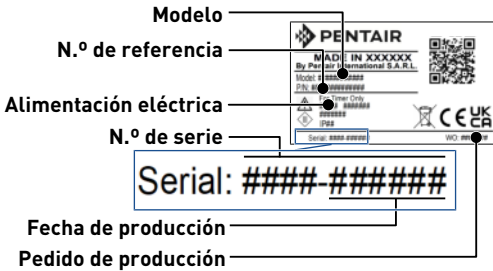 Modelo
N.º de referencia
Alimentación eléctrica
N.º de serie
Fecha de producción
Pedido de producción
PENTAIR
MADE IN XXXXXX
By Pentair International S.A.R.L.
Model: ##########
P/N: ############
For Timer Only
#######
#######
IP##
CE UK CA
Serial: ####-######
WO: #######
Serial: ####-######